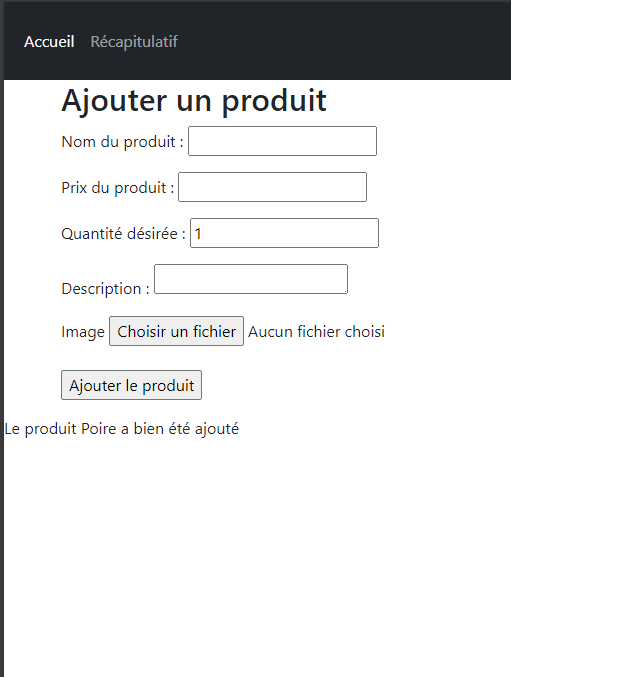 Accueil Récapitulatif
Ajouter un produit
Nom du produit :
Prix du produit :
Quantité désirée : 1
Description :
Image Choisir un fichier Aucun fichier choisi
Ajouter le produit
Le produit Poire a bien été ajouté